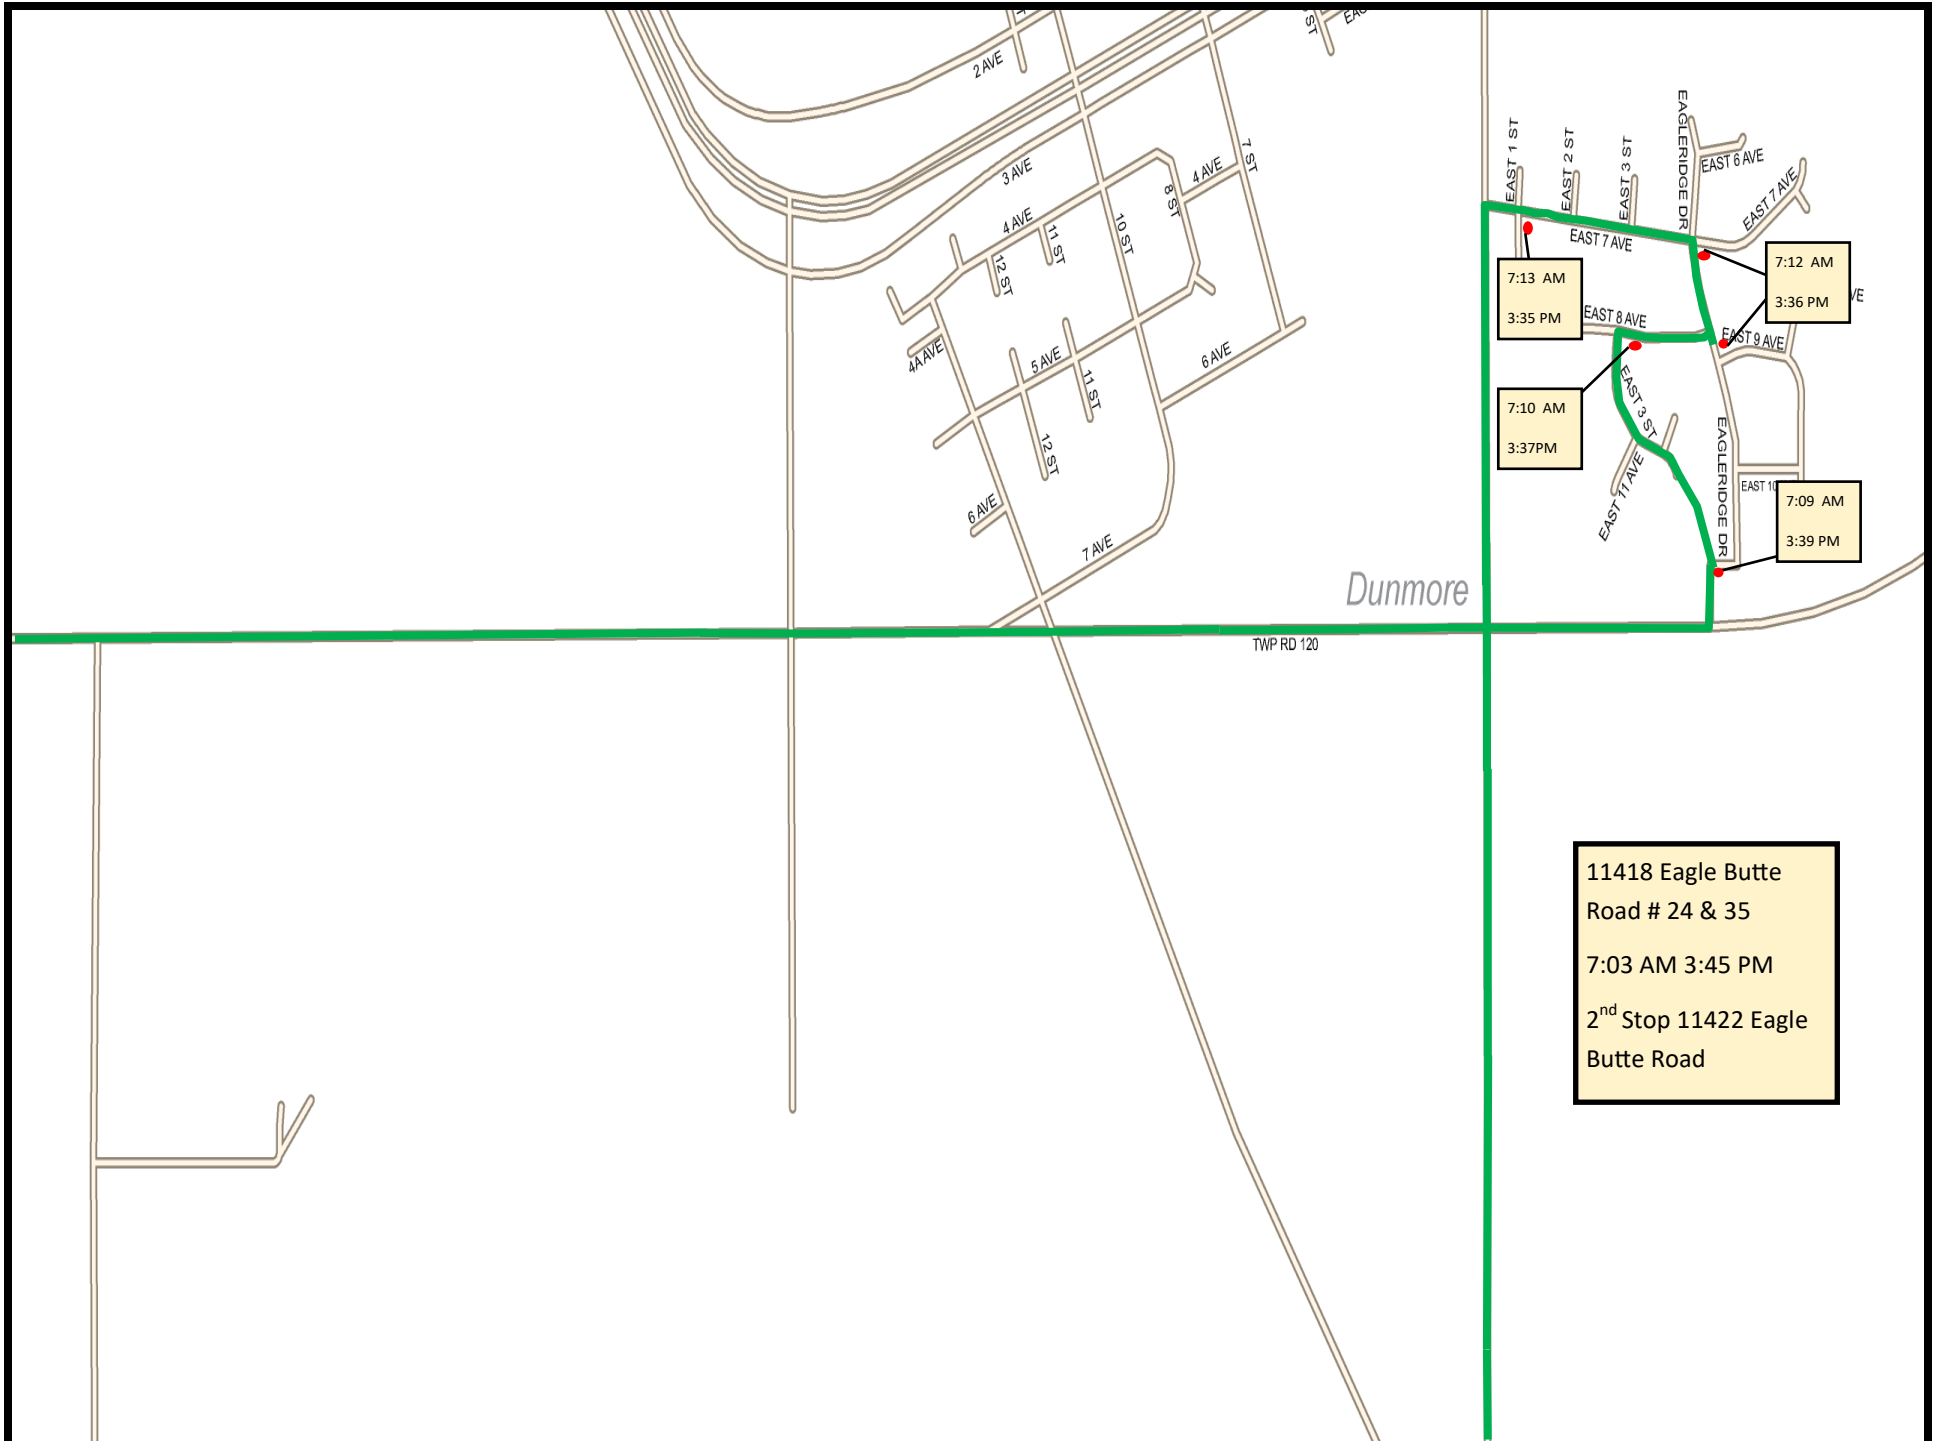 2 AVE
3 AVE
4 AVE
4 AVE
7 ST
8 ST
10 ST
11 ST
12 ST
4A AVE
5 AVE
11 ST
12 ST
6 AVE
6 AVE
7 AVE
EAST 1 ST
EAST 2 ST
EAST 3 ST
EAGLERIDGE DR
EAST 6 AVE
EAST 7 AVE
EAST 7 AVE
7:12 AM
3:36 PM
7:13 AM
3:35 PM
EAST 8 AVE
EAST 9 AVE
7:10 AM
3:37PM
EAST 3 ST
EAST 11 AVE
EAGLERIDGE DR
EAST 10
7:09 AM
3:39 PM
Dunmore
TWP RD 120
11418 Eagle Butte
Road # 24 & 35
7:03 AM 3:45 PM
2nd Stop 11422 Eagle
Butte Road